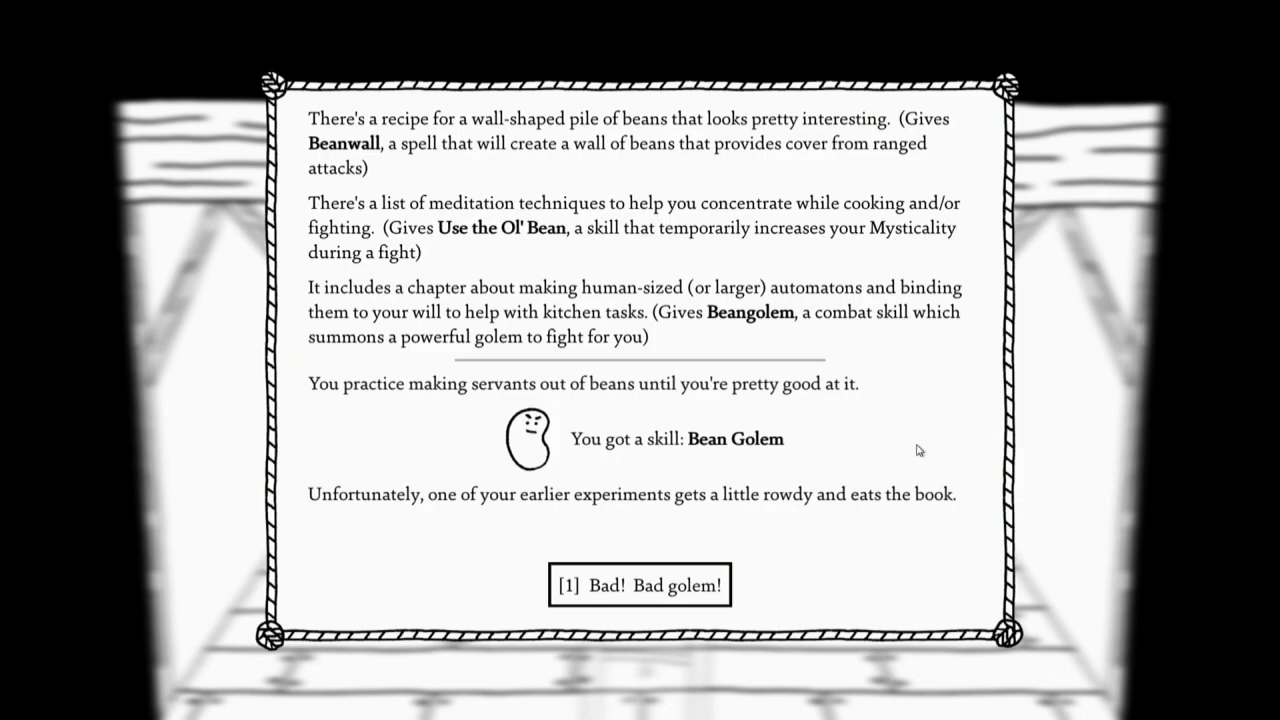 There's a recipe for a wall-shaped pile of beans that looks pretty interesting.  (Gives
Beanwall, a spell that will create a wall of beans that provides cover from ranged
attacks)
There's a list of meditation techniques to help you concentrate while cooking and/or
fighting.  (Gives Use the Ol' Bean, a skill that temporarily increases your Mysticality
during a fight)
It includes a chapter about making human-sized (or larger) automatons and binding
them to your will to help with kitchen tasks. (Gives Beangolem, a combat skill which
summons a powerful golem to fight for you)
You practice making servants out of beans until you're pretty good at it.
You got a skill: Bean Golem
Unfortunately, one of your earlier experiments gets a little rowdy and eats the book.
[1]  Bad!  Bad golem!